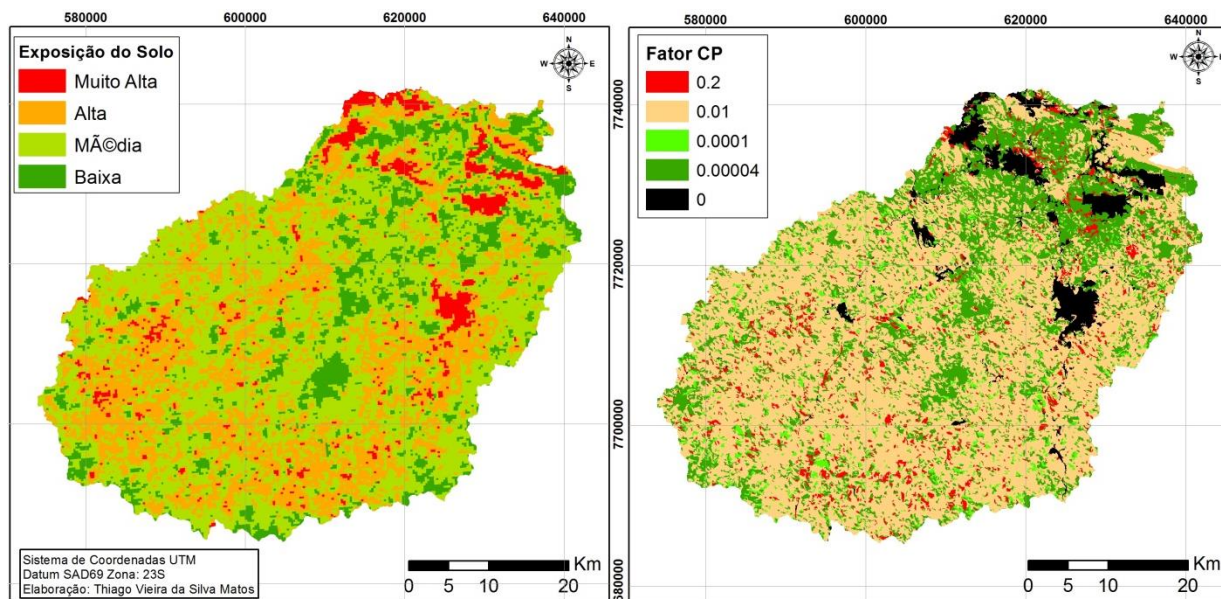 580000 600000 620000 640000
Exposição do Solo
Muito Alta
Alta
MÃ©dia
Baixa
N
W E
S
Sistema de Coordenadas UTM
Datum SAD69 Zona: 23S
Elaboração: Thiago Vieira da Silva Matos
Km
0 5 10 20
580000 600000 620000 640000
Fator CP
0.2
0.01
0.0001
0.00004
0
N
W E
S
7740000
7720000
7700000
7680000
Km
0 5 10 20